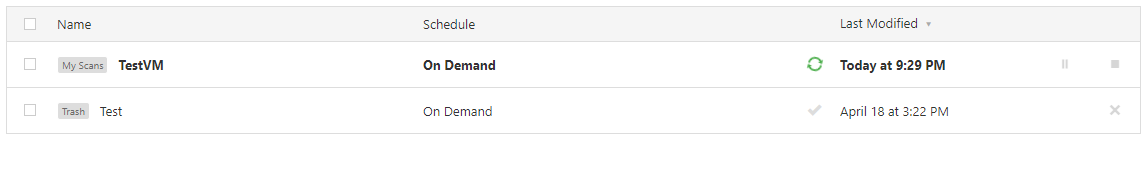 Name Schedule Last Modified
My Scans TestVM On Demand Today at 9:29 PM
Trash Test On Demand April 18 at 3:22 PM